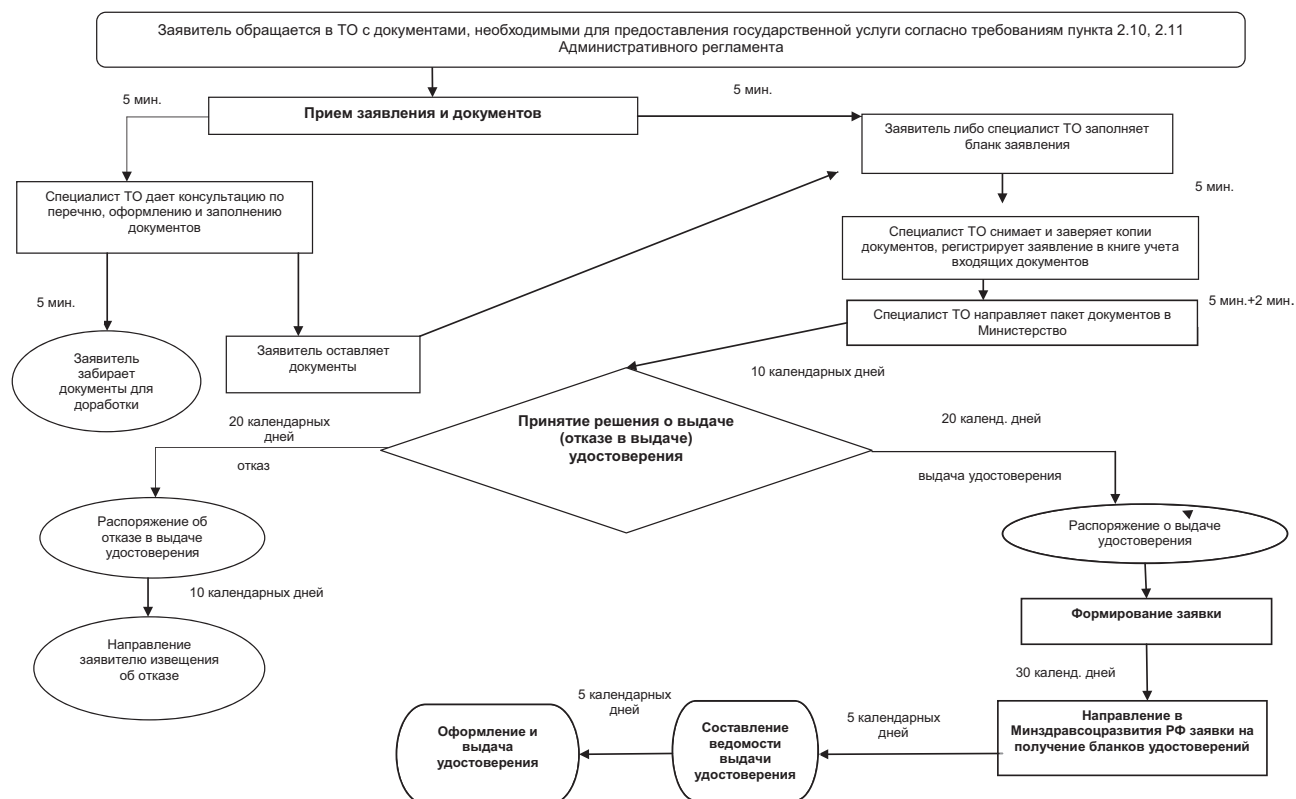 Заявитель обращается в ТО с документами, необходимыми для предоставления государственной услуги согласно требованиям пункта 2.10, 2.11
Административного регламента
5 мин.
Прием заявления и документов
5 мин.
Заявитель либо специалист ТО заполняет
бланк заявления
Специалист ТО дает консультацию по
перечню, оформлению и заполнению
документов
5 мин.
Специалист ТО снимает и заверяет копии
документов, регистрирует заявление в книге учета
входящих документов
5 мин.
5 мин.+2 мин.
Специалист ТО направляет пакет документов в
Министерство
Заявитель
забирает
документы для
доработки
Заявитель оставляет
документы
10 календарных дней
Принятие решения о выдаче
(отказе в выдаче)
удостоверения
20 календарных
дней
отказ
20 календ. дней
выдача удостоверения
Распоряжение об
отказе в выдаче
удостоверения
Распоряжение о выдаче
удостоверения
10 календарных дней
Формирование заявки
Направление
заявителю извещения
об отказе
30 календ. дней
Направление в
Минздравсоцразвития РФ заявки на
получение бланков удостоверений
5 календарных
дней
Составление
ведомости
выдачи
удостоверения
5 календарных
дней
Оформление и
выдача
удостоверения